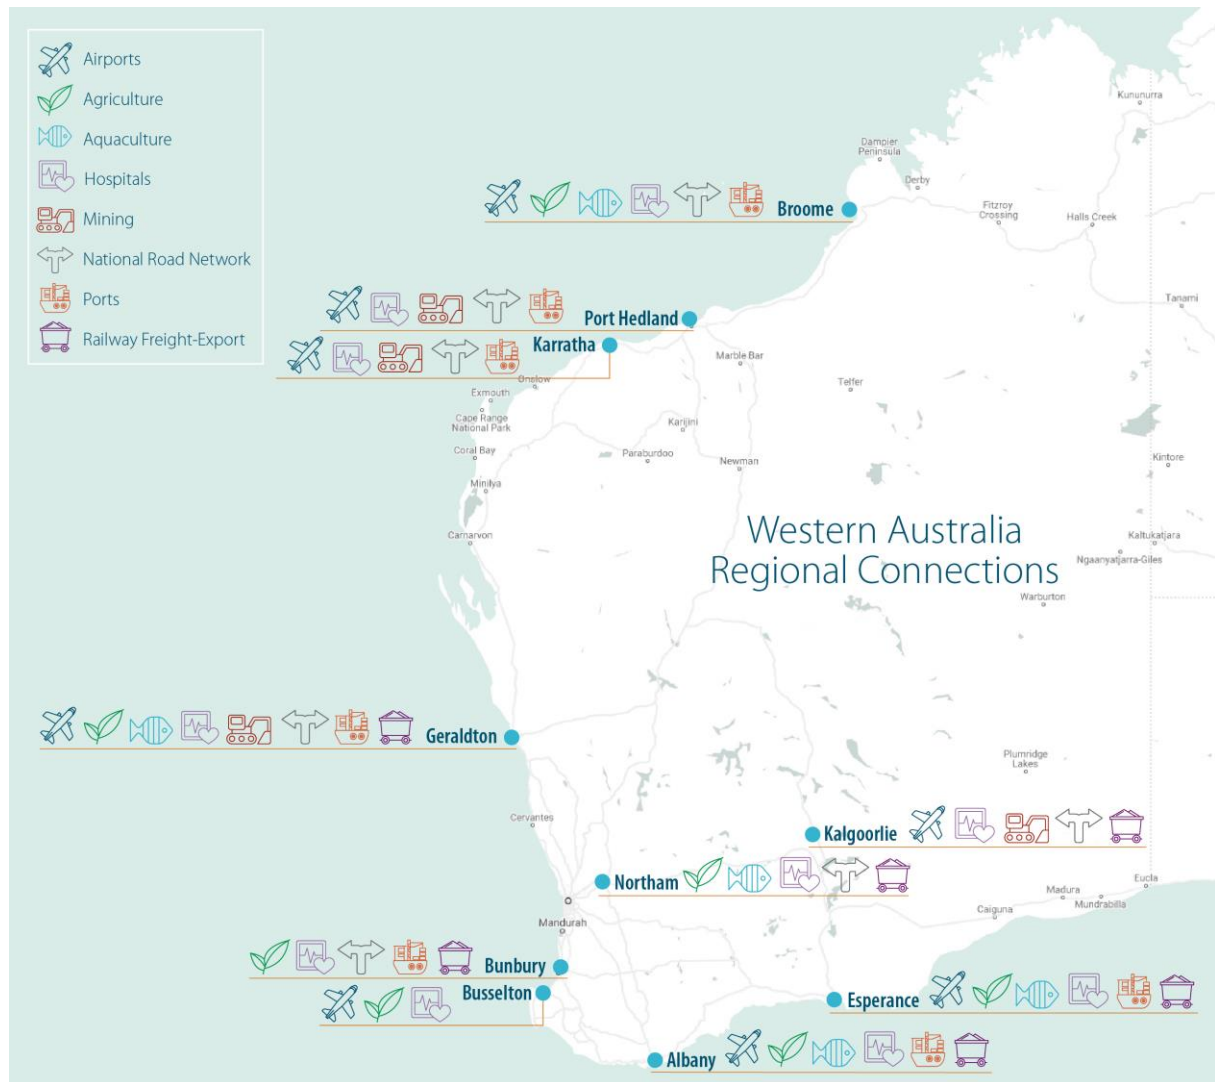 Airports
Agriculture
Aquaculture
Hospitals
Mining
National Road Network
Ports
Railway Freight-Export
Kununurra
Dampier
Peninsula
Derby
Broome
Fitzroy
Crossing
Halls Creek
Tanami
Port Hedland
Karratha
Marble Bar
Telfer
Onslow
Exmouth
Cape Range
National Park
Karijini
Coral Bay
Paraburdoo
Newman
Kintore
Minilya
Western Australia
Regional Connections
Carnarvon
Kaltukatjara
Ngaanyatjarra-Giles
Warburton
Geraldton
Plumridge
Lakes
Cervantes
Kalgoorlie
Northam
Eucla
Madura
Mundrabilla
Caiguna
Mandurah
Bunbury
Busselton
Esperance
Albany